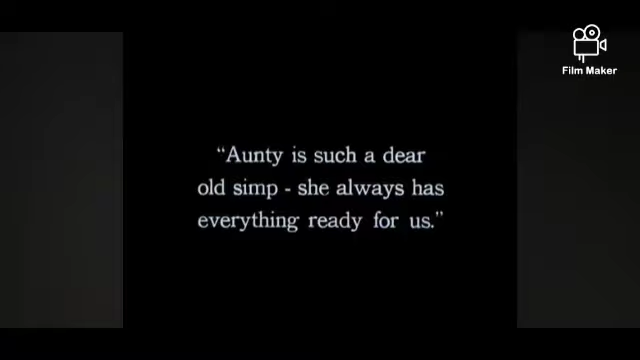 Film Maker
“Aunty is such a dear
old simp - she always has
everything ready for us.”